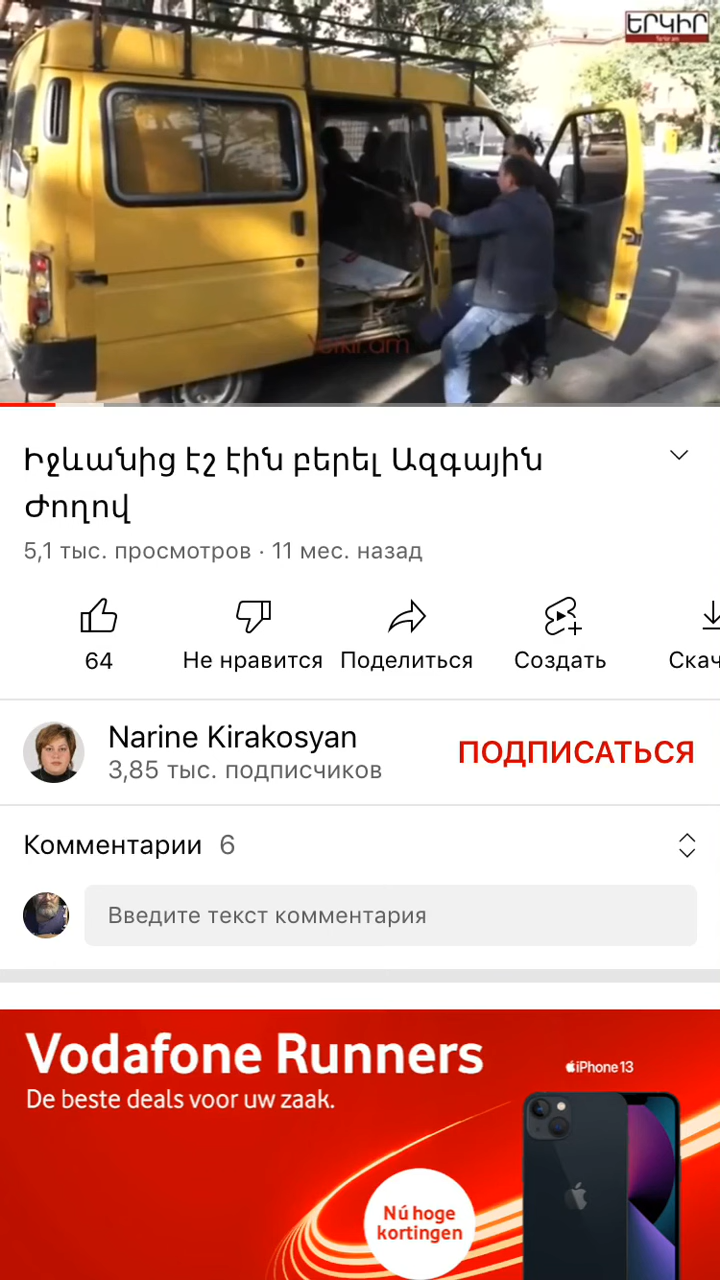 ԵՐԿԻՐ
Yerkir.am
Yerkir.am
Իջևանից էշ էին բերել Ազգային
Ժողով
5,1 тыс. просмотров · 11 мес. назад
64
Не нравится
Поделиться
Создать
Скач
Narine Kirakosyan
3,85 тыс. подписчиков
ПОДПИСАТЬСЯ
Комментарии 6
Введите текст комментария
Vodafone Runners
De beste deals voor uw zaak.
iPhone 13
Nú hoge
kortingen